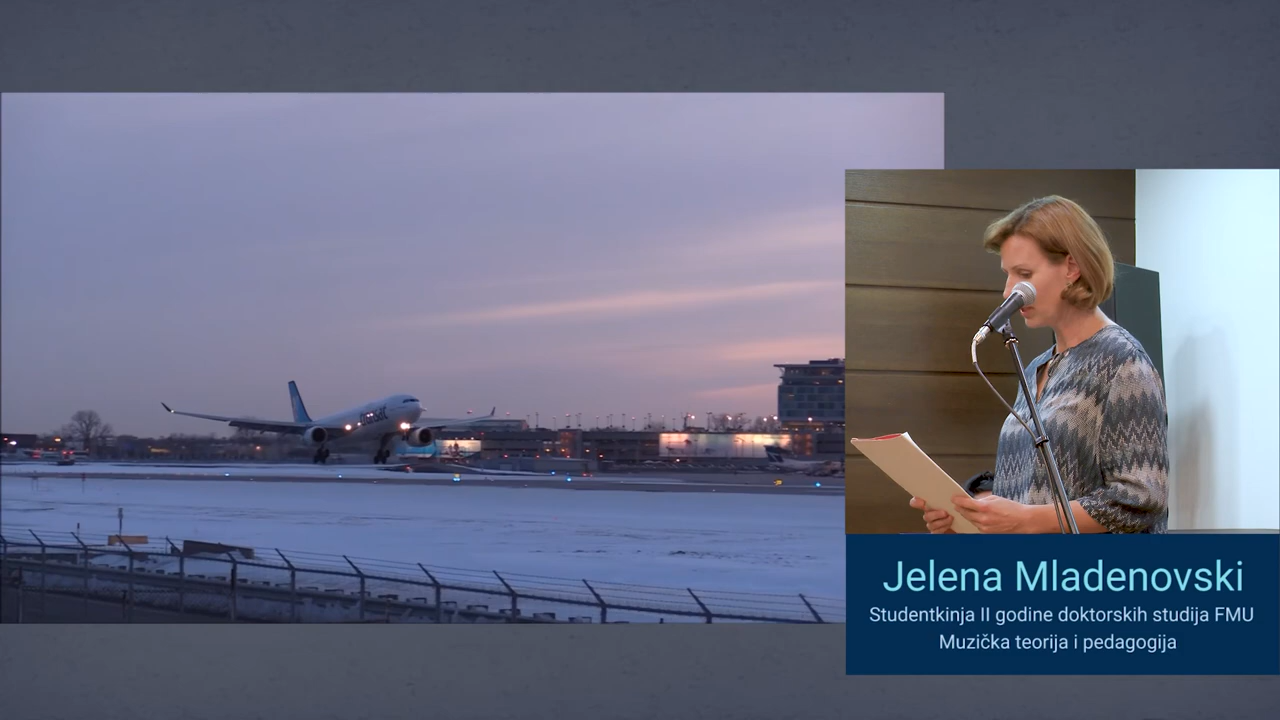 Jelena Mladenovski
Studentkinja II godine doktorskih studija FMU
Muzička teorija i pedagogija